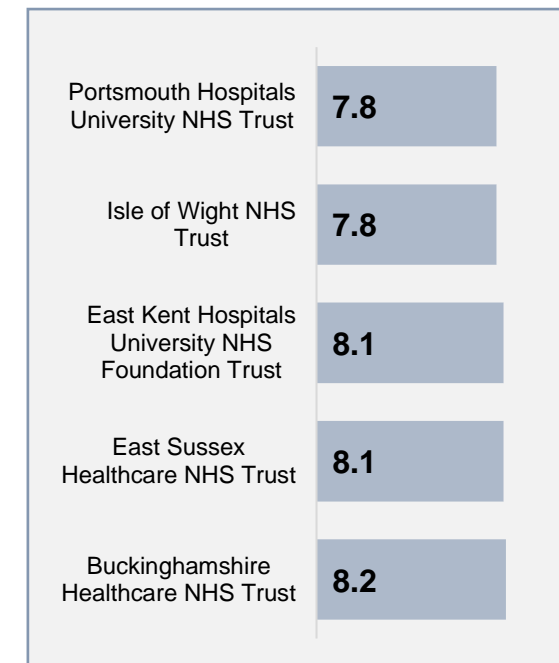 Portsmouth Hospitals
University NHS Trust
7.8
Isle of Wight NHS
Trust
7.8
East Kent Hospitals
University NHS
Foundation Trust
8.1
East Sussex
Healthcare NHS Trust
8.1
Buckinghamshire
Healthcare NHS Trust
8.2